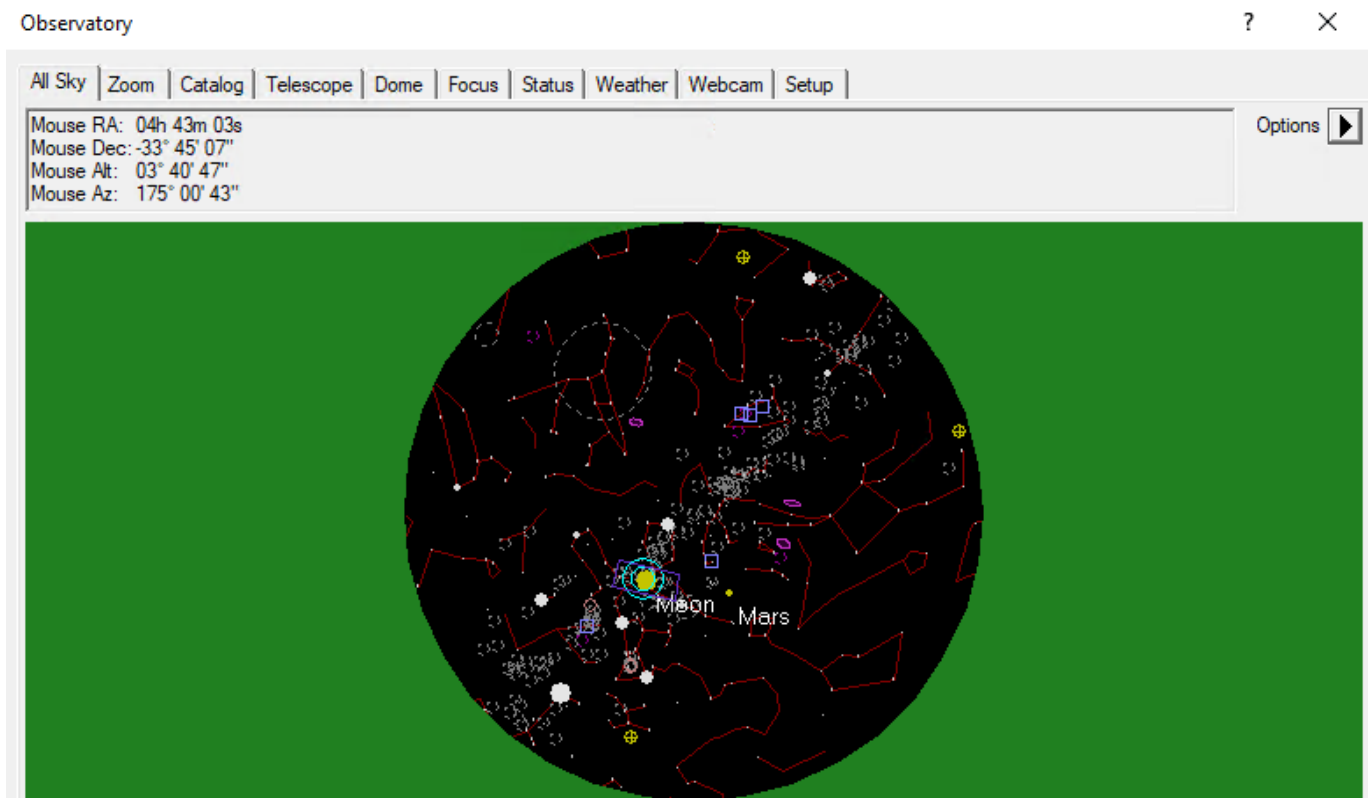 Observatory ? ×
All Sky Zoom Catalog Telescope Dome Focus Status Weather Webcam Setup
Mouse RA: 04h 43m 03s
Mouse Dec: -33° 45' 07"
Mouse Alt: 03° 40' 47"
Mouse Az: 175° 00' 43"
Options
Moon
Mars